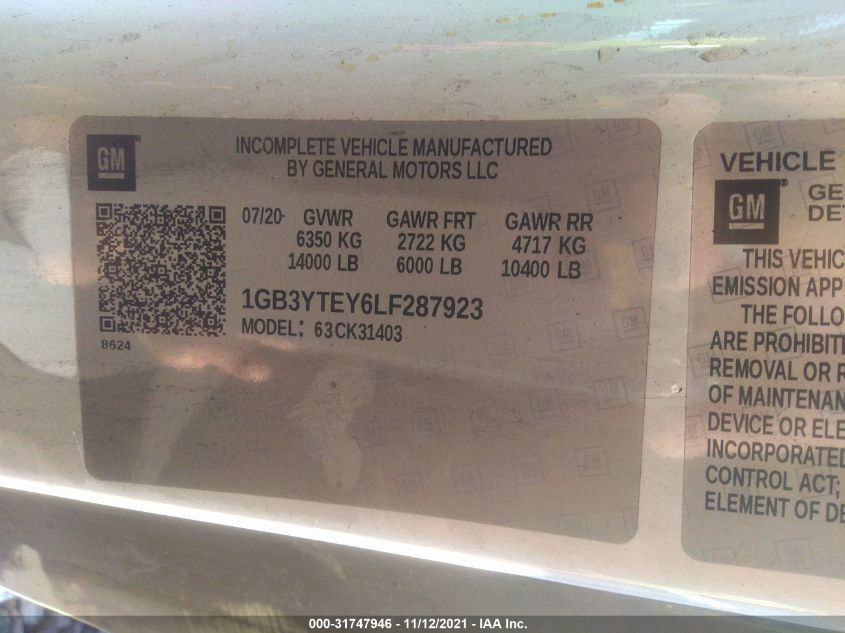 GM
INCOMPLETE VEHICLE MANUFACTURED
BY GENERAL MOTORS LLC
07/20 GVWR GAWR FRT GAWR RR
6350 KG 2722 KG 4717 KG
14000 LB 6000 LB 10400 LB
1GB3YTEY6LF287923
MODEL: 63CK31403
8624
VEHICLE
GM
GE
DET
THIS VEHIC
EMISSION APP
THE FOLLO
ARE PROHIBIT
REMOVAL OR R
OF MAINTENAN
DEVICE OR ELE
INCORPORATED
CONTROL ACT;
ELEMENT OF DE
000-31747946 - 11/12/2021 - IAA Inc.